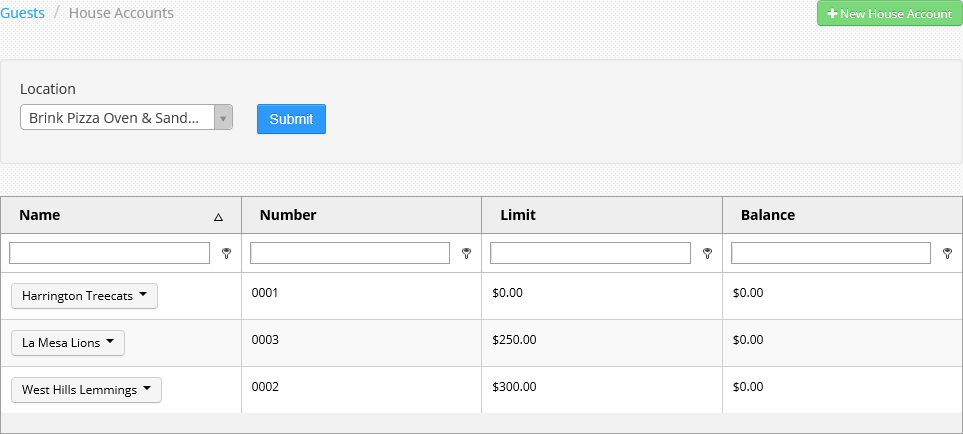 Guests / House Accounts
New House Account
Location
Brink Pizza Oven & Sand...
Submit
Name Number Limit Balance
Harrington Treecats 0001 $0.00 $0.00
La Mesa Lions 0003 $250.00 $0.00
West Hills Lemmings 0002 $300.00 $0.00